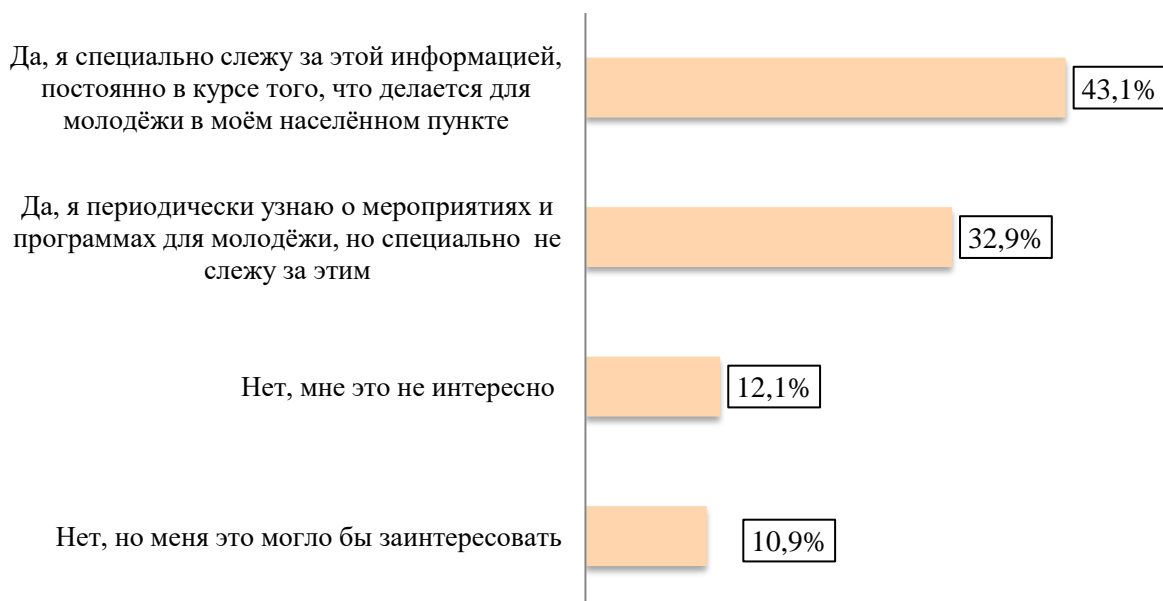 Да, я специально слежу за этой информацией,
постоянно в курсе того, что делается для
молодёжи в моём населённом пункте
43,1%
Да, я периодически узнаю о мероприятиях и
программах для молодёжи, но специально не
слежу за этим
32,9%
Нет, мне это не интересно
12,1%
Нет, но меня это могло бы заинтересовать
10,9%